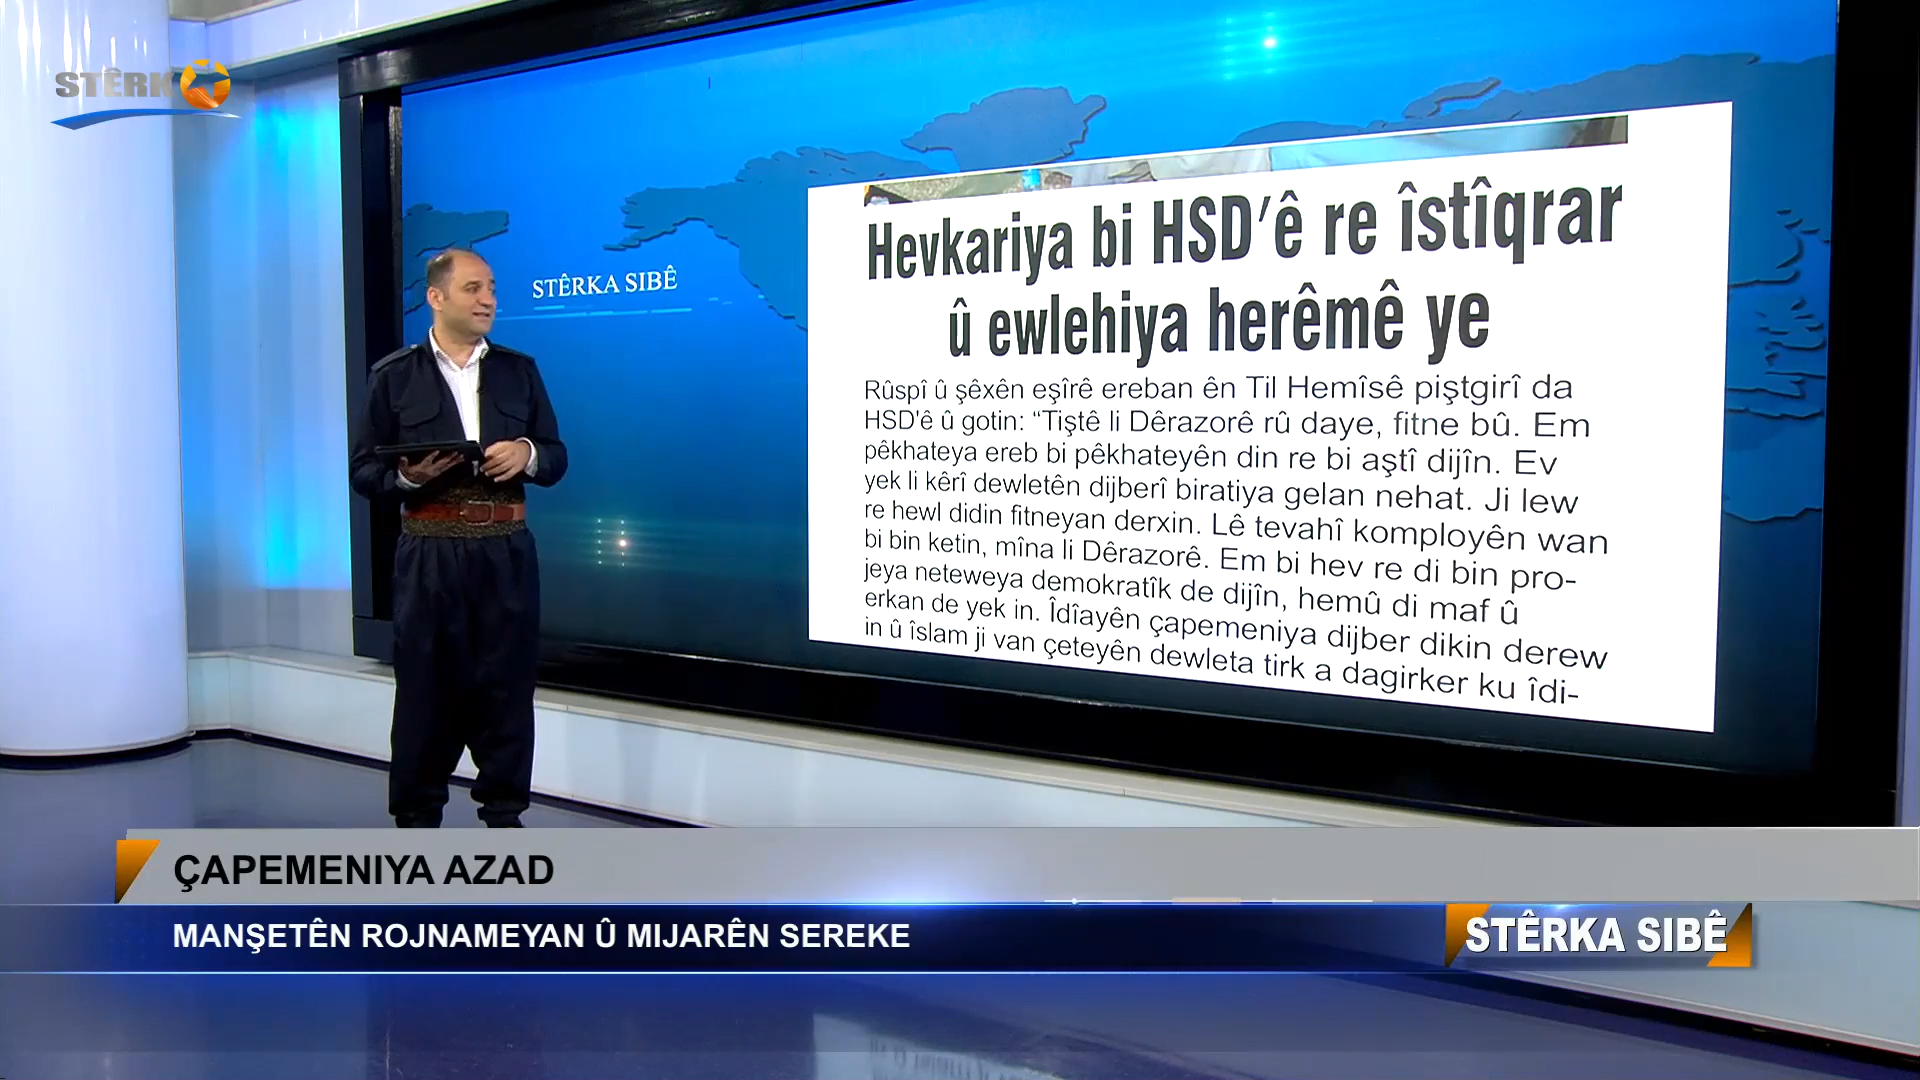 STÊRK
STÊRKA SIBÊ
Hevkariya bi HSD'ê re îstîqrar
û ewlehiya herêmê ye
Rûspî û şêxên eşîrê ereban ên Til Hemîsê piştgirî da
HSD'ê û gotin: “Tiştê li Dêrazorê rû daye, fitne bû. Em
pêkhateya ereb bi pêkhateyên din re bi aştî dijîn. Ev
yek li kêrî dewletên dijberî biratiya gelan nehat. Ji lew
re hewl didin fitneyan derxin. Lê tevahî komployên wan
bi bin ketin, mîna li Dêrazorê. Em bi hev re di bin pro-
jeya neteweya demokratîk de dijîn, hemû di maf û
erkan de yek in. Îdîayên çapemeniya dijber dikin derew
in û îslam ji van çeteyên dewleta tirk a dagirker ku îdi-
ÇAPEMENIYA AZAD
MANŞETÊN ROJNAMEYAN Û MIJARÊN SEREKE
STÊRKA SIBÊ